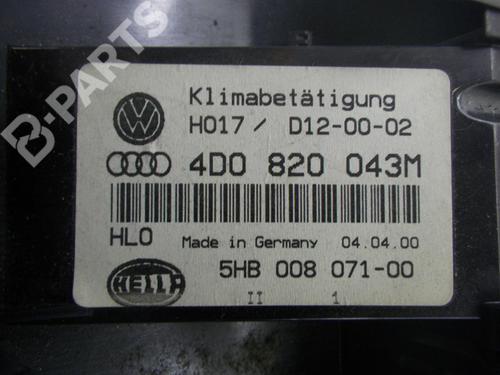 B-PARTS
Klimabetätigung
H017 / D12-00-02
4D0 820 043M
HLO Made in Germany 04.04.00
HELLA 5HB 008 071-00
II 1